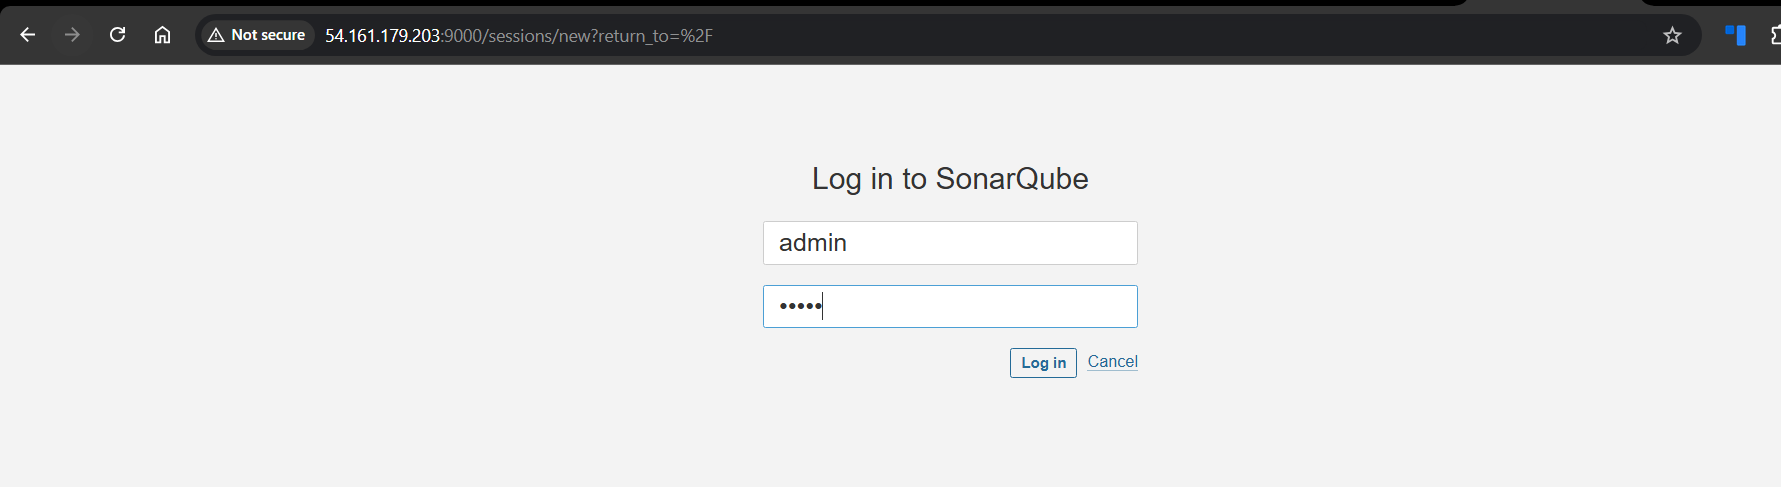 Not secure 54.161.179.203:9000/sessions/new?return_to=%2F
Log in to SonarQube
admin
•••••
Log in Cancel